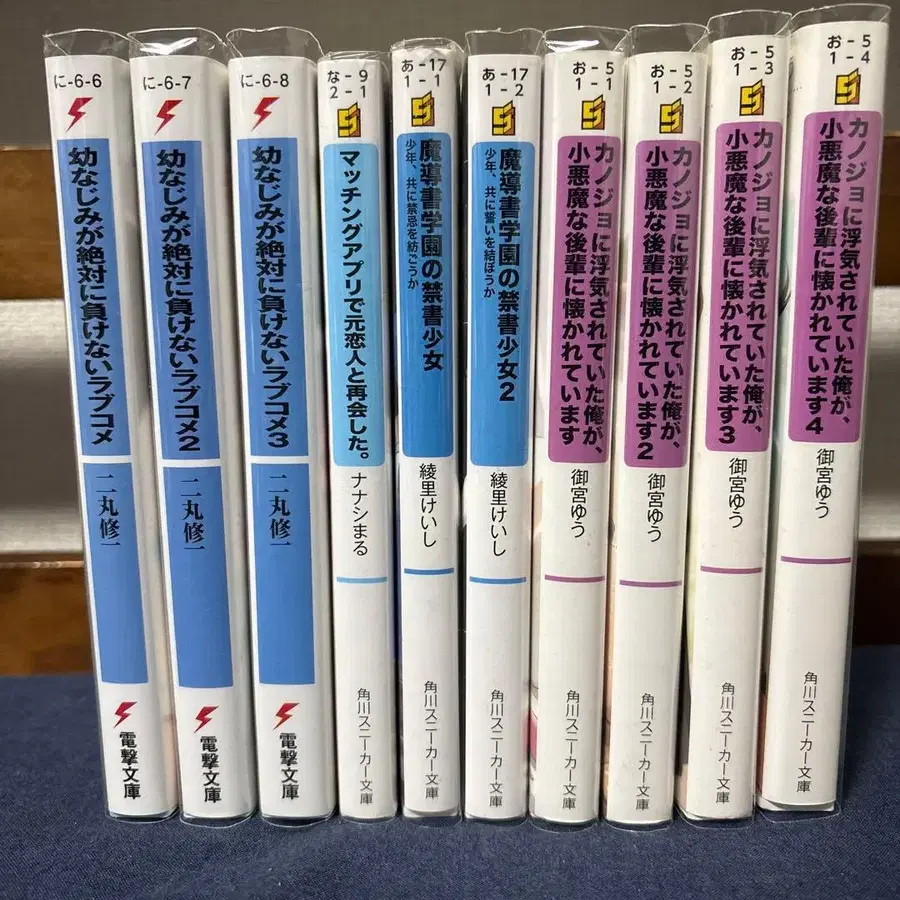 に-6-6
幼なじみが絶対に負けないラブコメ
二丸修一
電撃文庫
に-6-7
幼なじみが絶対に負けないラブコメ2
二丸修一
電撃文庫
に-6-8
幼なじみが絶対に負けないラブコメ3
二丸修一
電撃文庫
な-9
2-1
マッチングアプリで元恋人と再会した。
ナナシまる
角川スニーカー文庫
あ-17
1-1
魔導書学園の禁書少女
少年、共に禁忌を紡ごうか
綾里けいし
角川スニーカー文庫
あ-17
1-2
魔導書学園の禁書少女2
少年、共に誓いを結ぼうか
綾里けいし
角川スニーカー文庫
お-5
1-1
カノジョに浮気されていた俺が、
小悪魔な後輩に懐かれています
御宮ゆう
角川スニーカー文庫
お-5
1-2
カノジョに浮気されていた俺が、
小悪魔な後輩に懐かれています2
御宮ゆう
角川スニーカー文庫
お-5
1-3
カノジョに浮気されていた俺が、
小悪魔な後輩に懐かれています3
御宮ゆう
角川スニーカー文庫
お-5
1-4
カノジョに浮気されていた俺が、
小悪魔な後輩に懐かれています4
御宮ゆう
角川スニーカー文庫